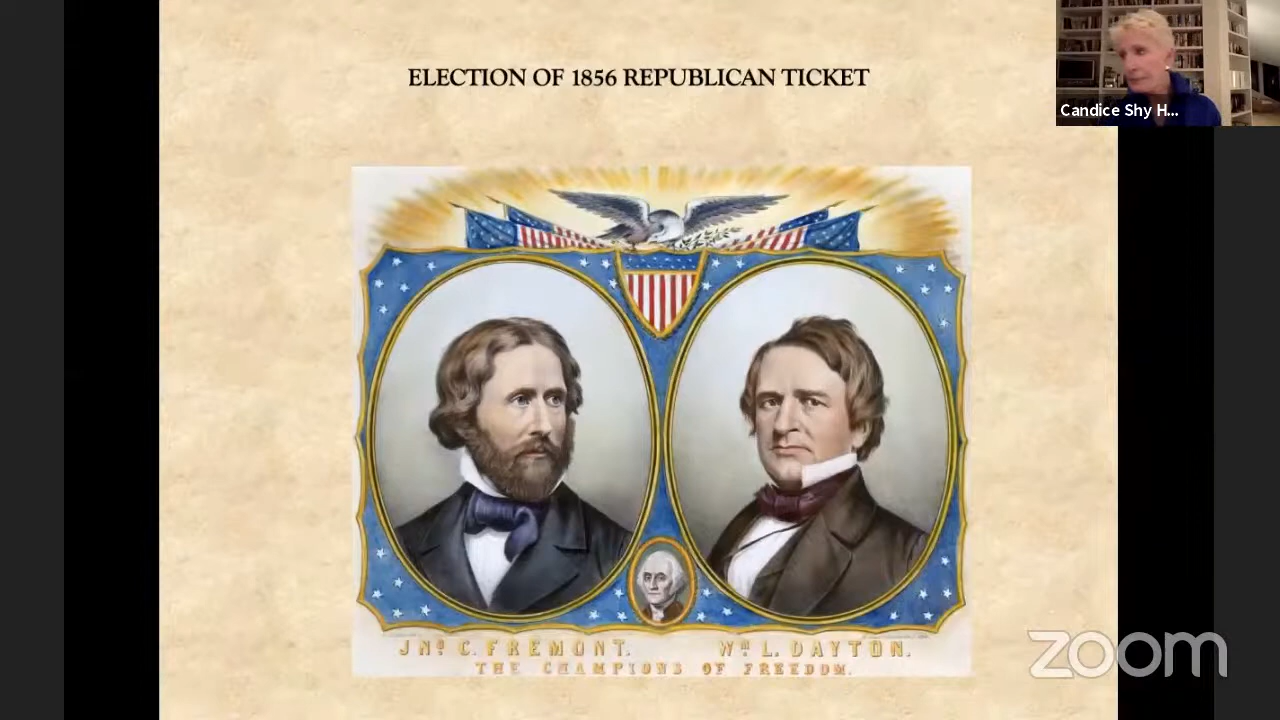 ELECTION OF 1856 REPUBLICAN TICKET
Candice Shy H...
JNº C. FREMONT. Wᵐ L. DAYTON.
THE CHAMPIONS OF FREEDOM.
zoom